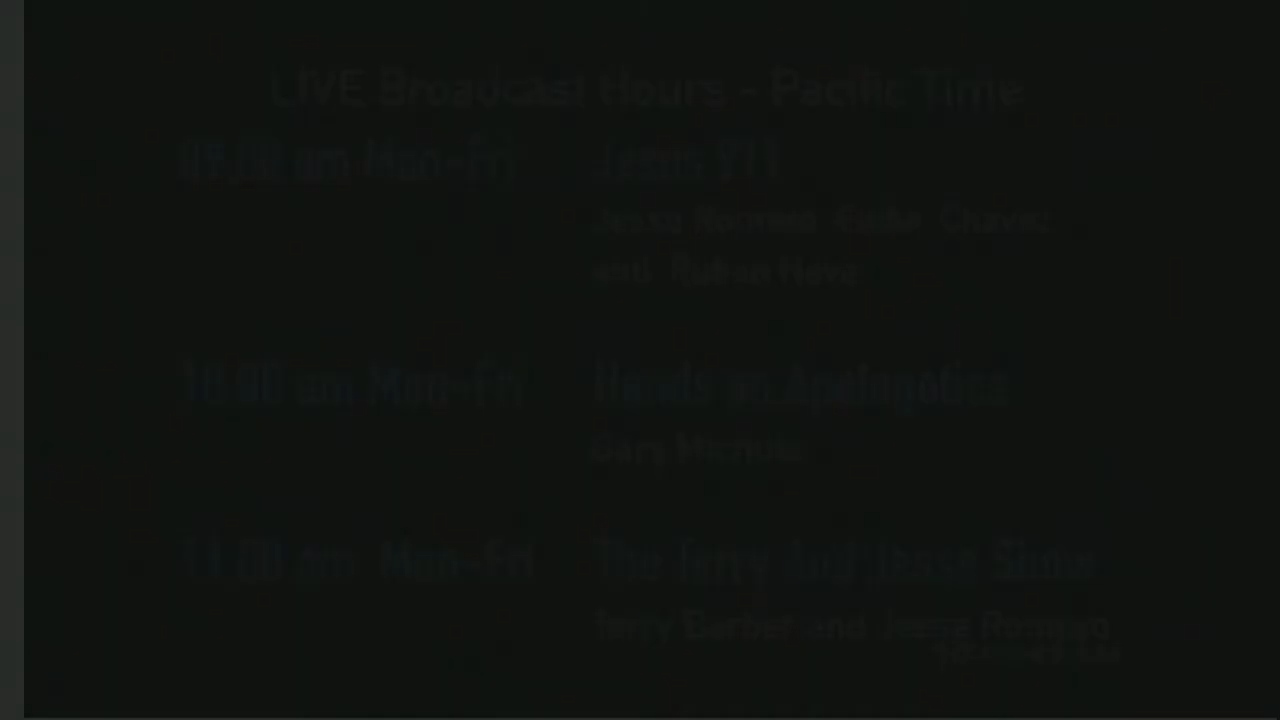 LIVE Broadcast Hours - Pacific Time
09:00 am Mon-Fri Jesus 911
Jesse Romero Eddie Chavez
with Ruben Nava
10:00 am Mon-Fri Hands on Apologetics
Gary Michuta
11:00 am Mon-Fri The Terry And Jesse Show
Terry Barber and Jesse Romero